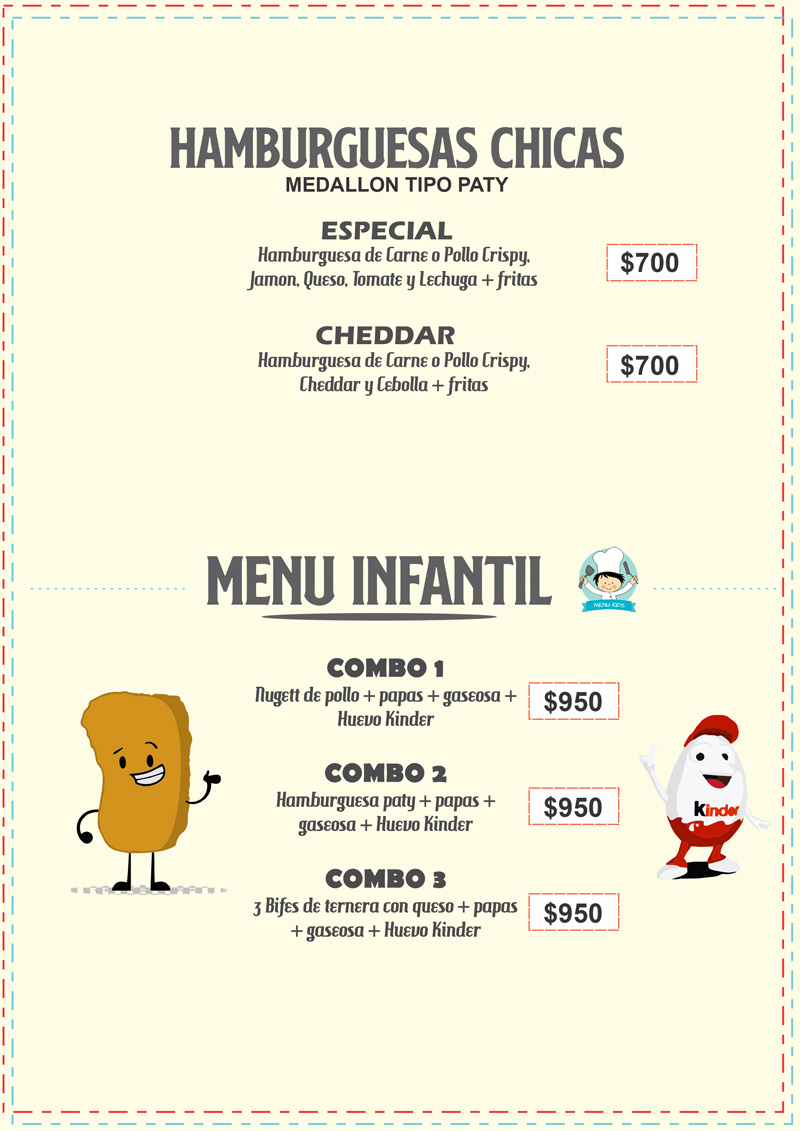 HAMBURGUESAS CHICAS
MEDALLON TIPO PATY
ESPECIAL
Hamburguesa de Carne o Pollo Crispy,
Jamon, Queso, Tomate y Lechuga + fritas
$700
CHEDDAR
Hamburguesa de Carne o Pollo Crispy,
Cheddar y Cebolla + fritas
$700
MENU INFANTIL
MENU KIDS
COMBO 1
Nugett de pollo + papas + gaseosa +
Huevo Kinder
$950
COMBO 2
Hamburguesa paty + papas +
gaseosa + Huevo Kinder
$950
Kinder
COMBO 3
3 Bifes de ternera con queso + papas
+ gaseosa + Huevo Kinder
$950